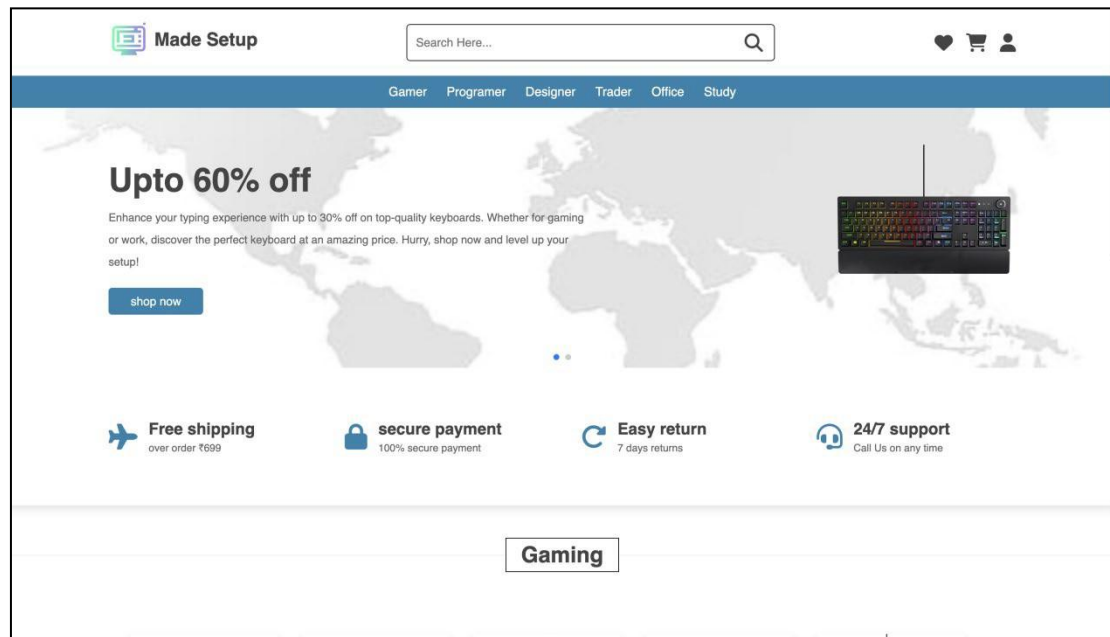 Made Setup
Search Here...
Gamer Programer Designer Trader Office Study
Upto 60% off
Enhance your typing experience with up to 30% off on top-quality keyboards. Whether for gaming
or work, discover the perfect keyboard at an amazing price. Hurry, shop now and level up your
setup!
shop now
Free shipping
over order ₹699
secure payment
100% secure payment
Easy return
7 days returns
24/7 support
Call Us on any time
Gaming